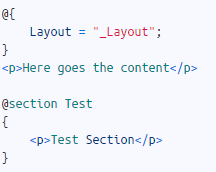 @{
    Layout = "_Layout";
}
<p>Here goes the content</p>

@section Test
{
    <p>Test Section</p>
}